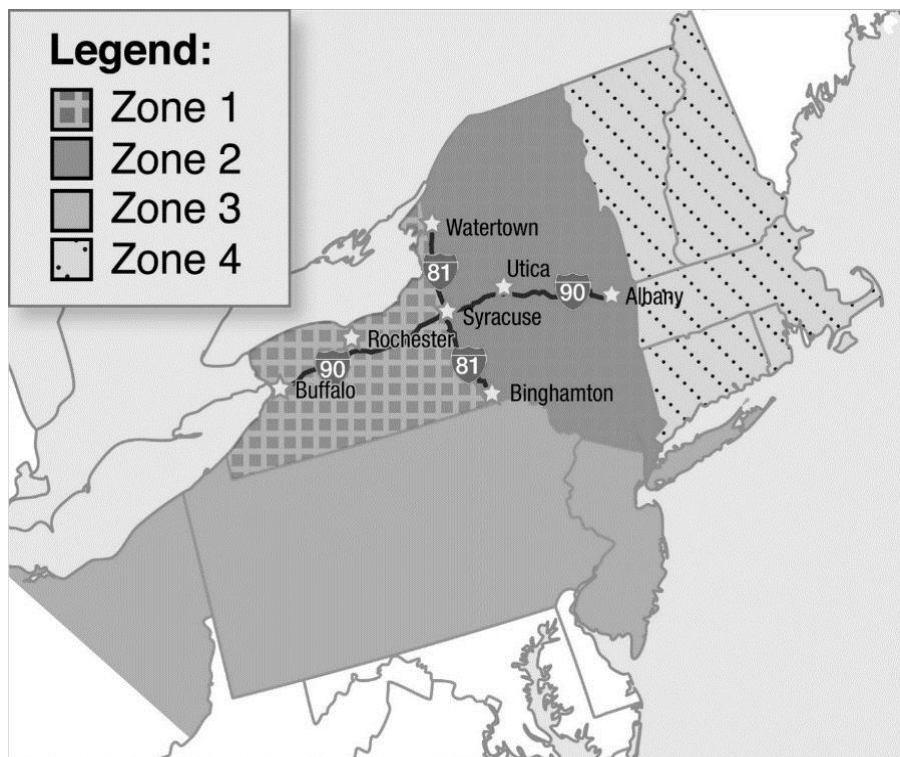 Legend:
Zone 1
Zone 2
Zone 3
Zone 4
Watertown
81
Utica
90
Albany
Syracuse
Rochester
90
81
Buffalo
Binghamton